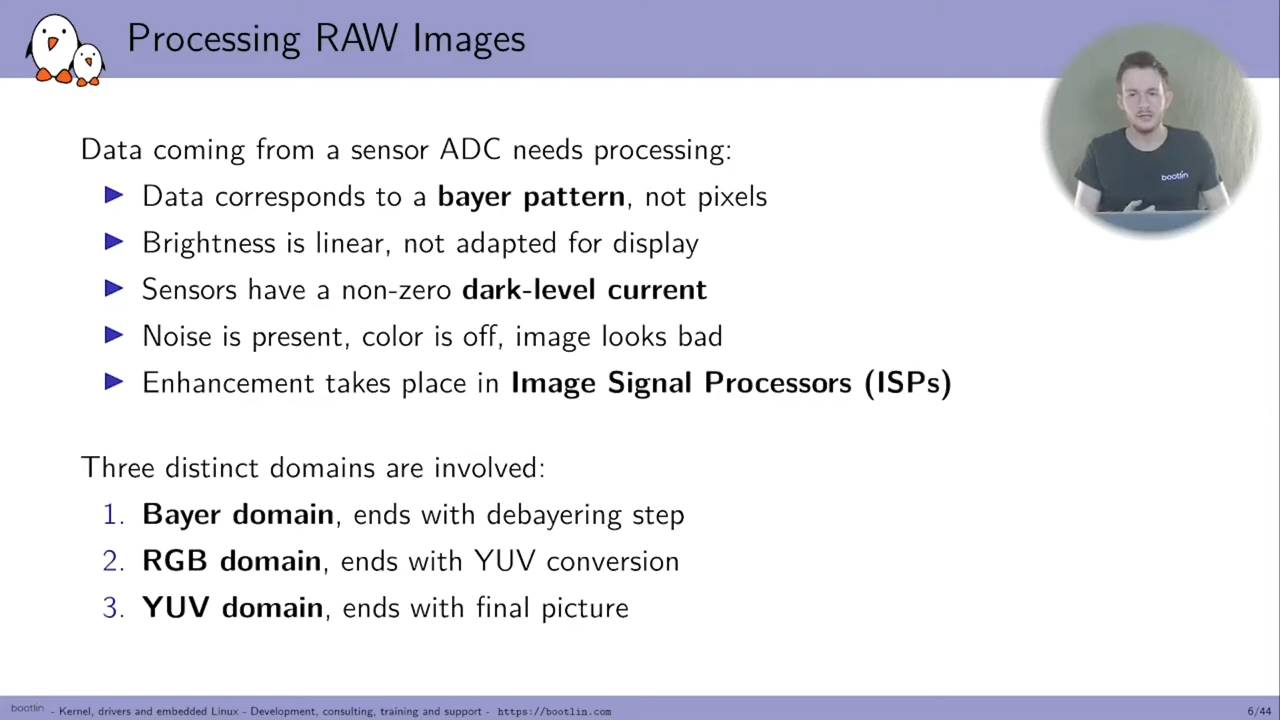 Processing RAW Images
bootlin
Data coming from a sensor ADC needs processing:
Data corresponds to a bayer pattern, not pixels
Brightness is linear, not adapted for display
Sensors have a non-zero dark-level current
Noise is present, color is off, image looks bad
Enhancement takes place in Image Signal Processors (ISPs)
Three distinct domains are involved:
1. Bayer domain, ends with debayering step
2. RGB domain, ends with YUV conversion
3. YUV domain, ends with final picture
bootlin - Kernel, drivers and embedded Linux - Development, consulting, training and support - https://bootlin.com 6/44